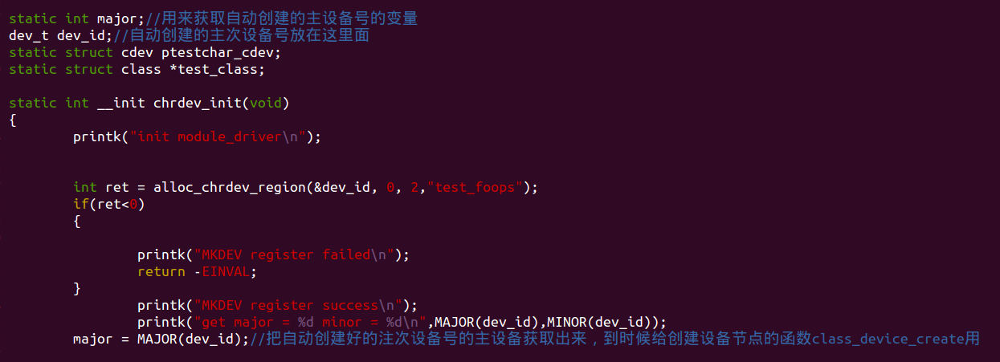 static int major;//用来获取自动创建的主设备号的变量
dev_t dev_id;//自动创建的主次设备号放在这里面
static struct cdev ptestchar_cdev;
static struct class *test_class;
static int __init chrdev_init(void)
{
printk("init module_driver\n");
int ret = alloc_chrdev_region(&dev_id, 0, 2,"test_foops");
if(ret<0)
{
printk("MKDEV register failed\n");
return -EINVAL;
}
printk("MKDEV register success\n");
printk("get major = %d minor = %d\n",MAJOR(dev_id),MINOR(dev_id));
major = MAJOR(dev_id);//把自动创建好的注次设备号的主设备获取出来，到时候给创建设备节点的函数class_device_create用